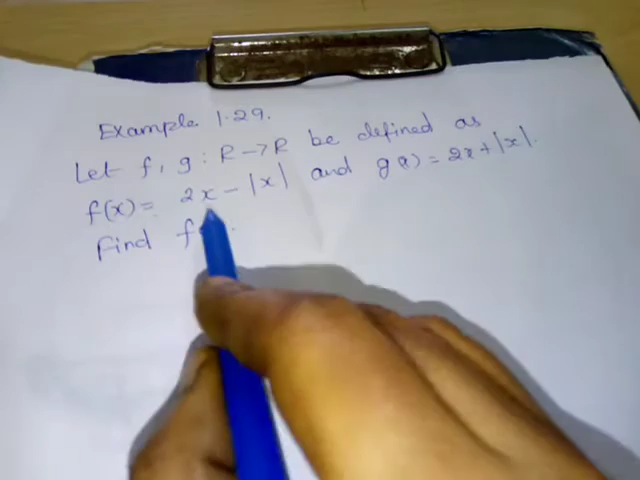 Example 1.29.
Let f, g : R → R be defined as
f(x) = 2x - |x| and g(x) = 2x + |x|.
Find f